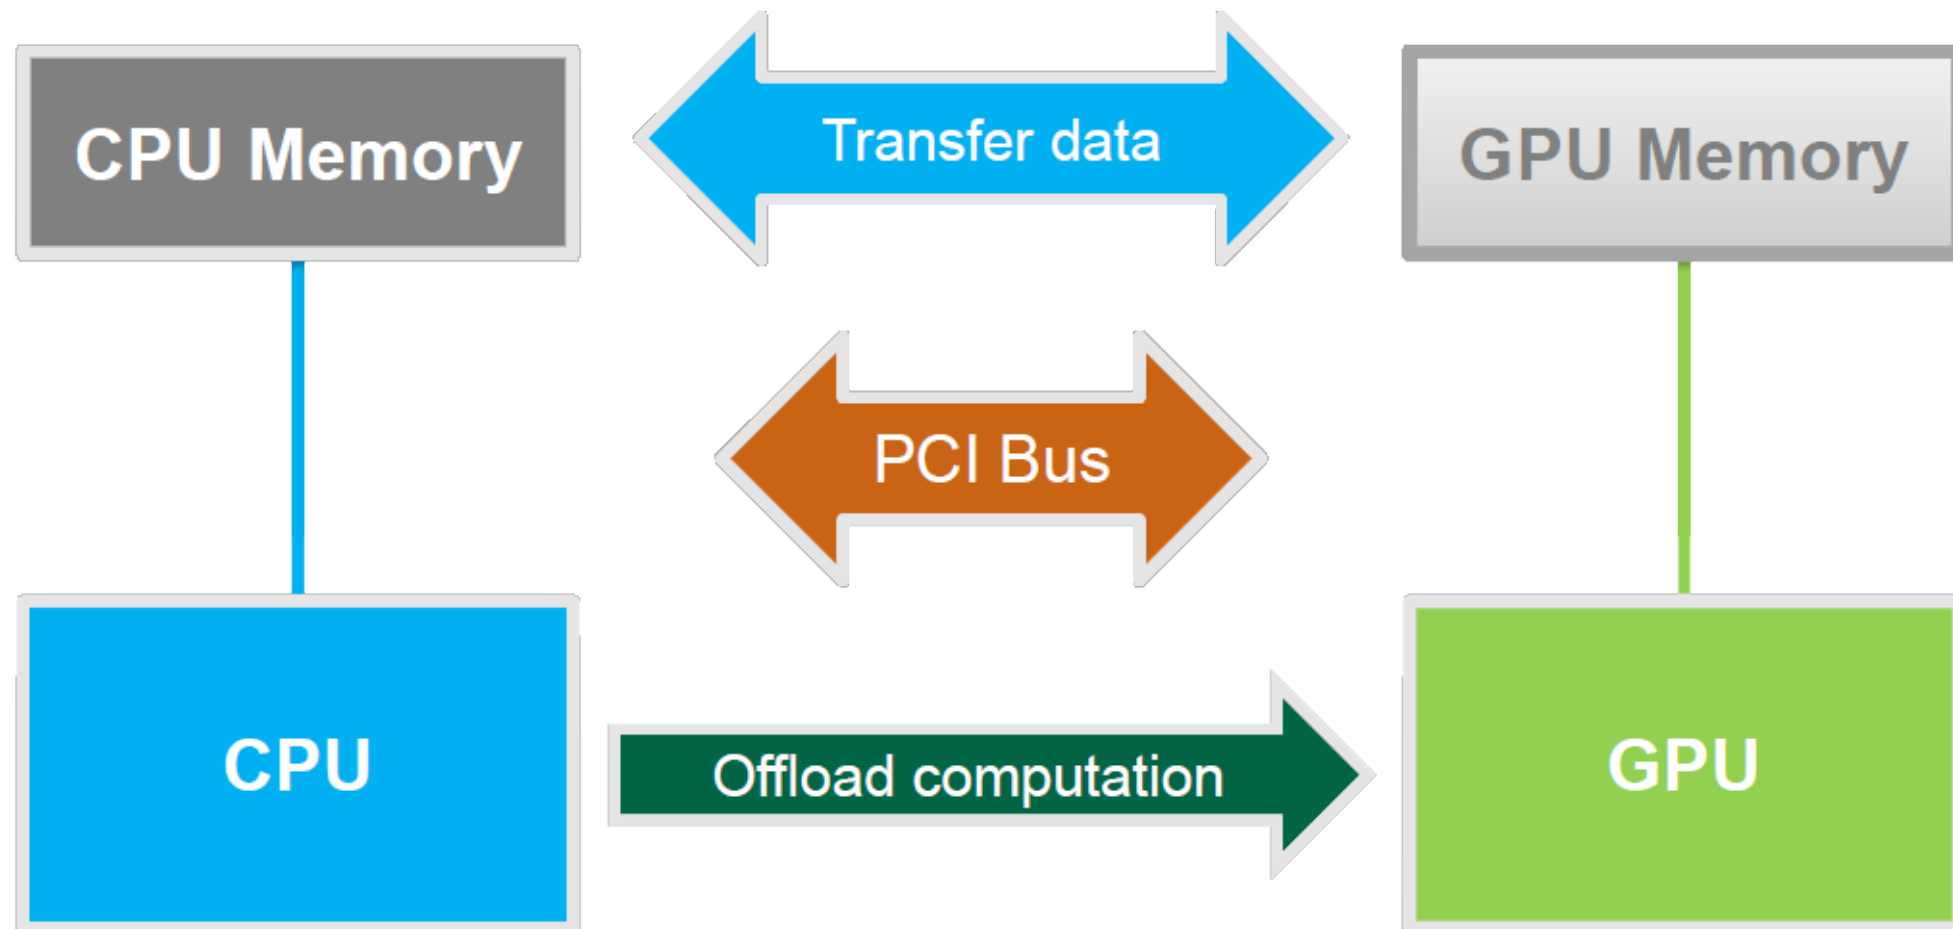 CPU Memory
Transfer data
GPU Memory
PCI Bus
CPU
Offload computation
GPU